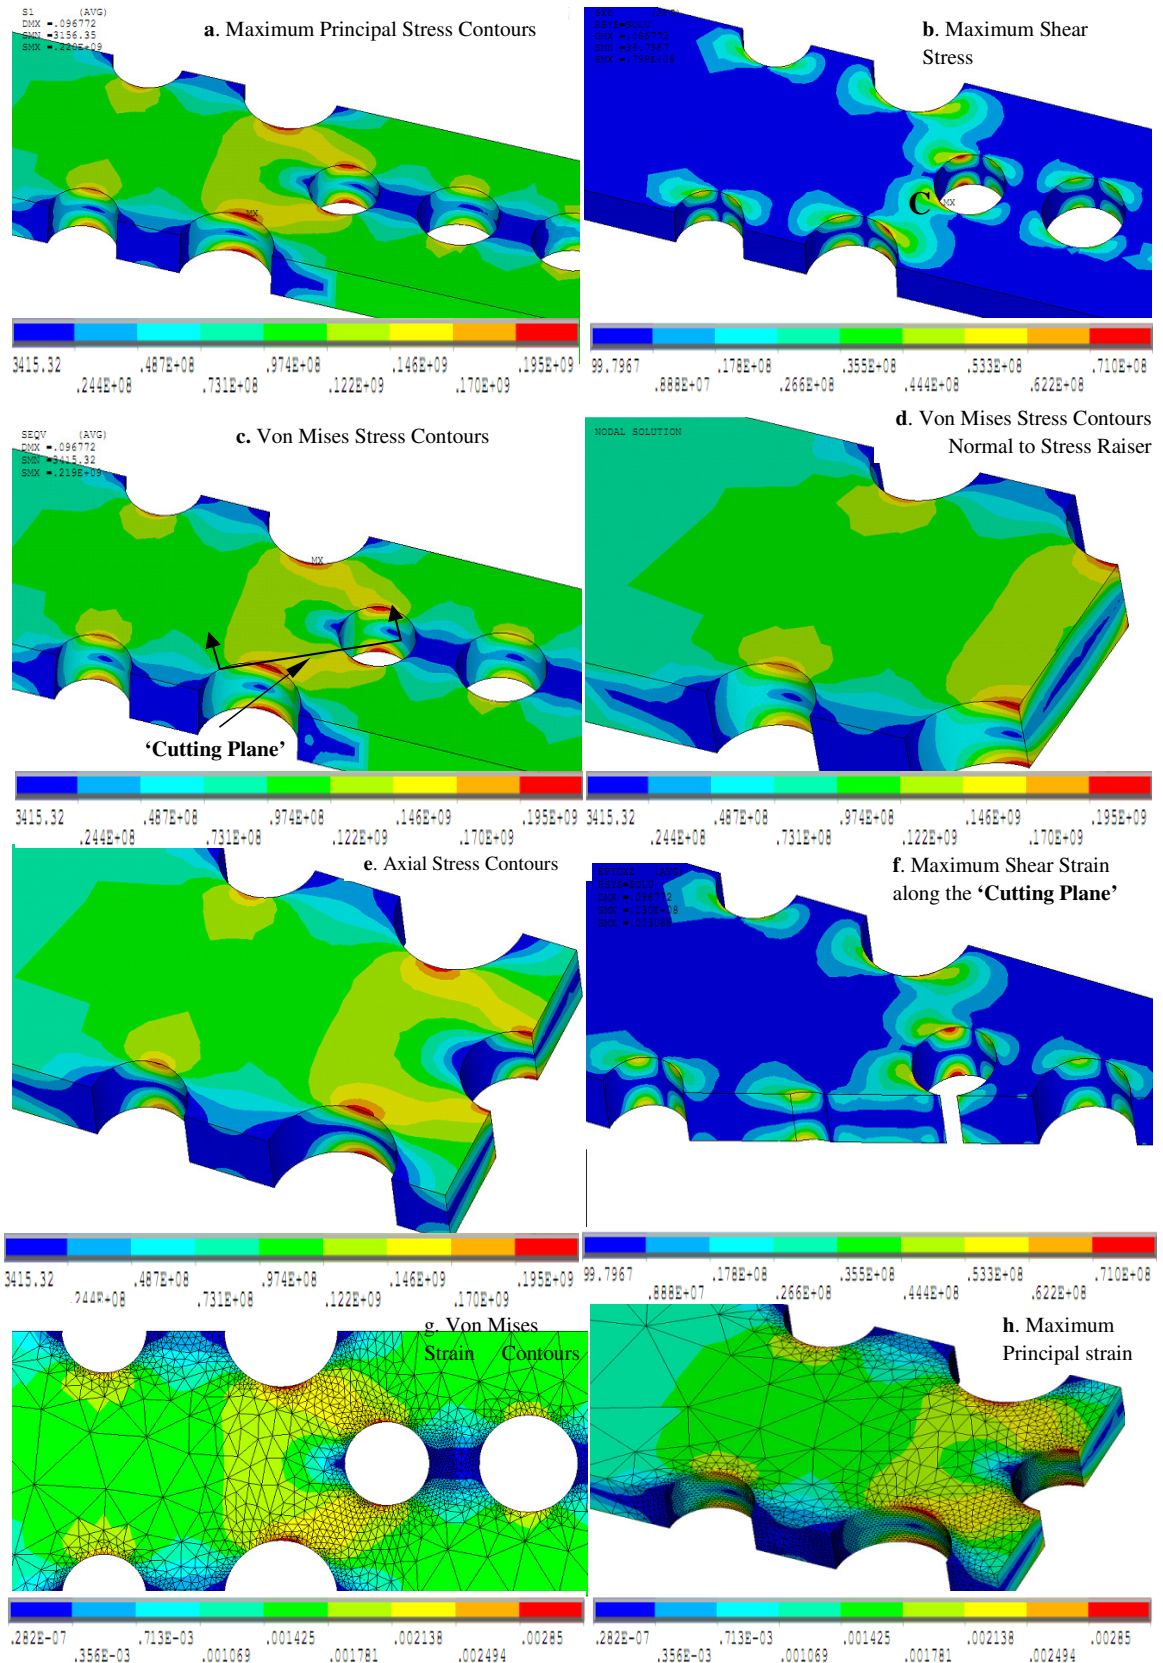 S1 (AVG)
DMX =.096772
SMN =3156.35
SMX =.220E+09
a. Maximum Principal Stress Contours
b. Maximum Shear
Stress
DMX =.096772
SMN =99.7967
C
MX
MX
3415.32 .487E+08 .974E+08 .146E+09 .195E+09
.244E+08 .731E+08 .122E+09 .170E+09
99.7967 .178E+08 .355E+08 .533E+08 .710E+08
.888E+07 .266E+08 .444E+08 .622E+08
SEQV (AVG)
DMX =.096772
SMN =3415.32
SMX =.219E+09
c. Von Mises Stress Contours
MX
‘Cutting Plane’
NODAL SOLUTION
d. Von Mises Stress Contours
Normal to Stress Raiser
3415.32 .487E+08 .974E+08 .146E+09 .195E+09
.244E+08 .731E+08 .122E+09 .170E+09
3415.32 .487E+08 .974E+08 .146E+09 .195E+09
.244E+08 .731E+08 .122E+09 .170E+09
e. Axial Stress Contours
f. Maximum Shear Strain
along the ‘Cutting Plane’
3415.32 .487E+08 .974E+08 .146E+09 .195E+09
.244E+08 .731E+08 .122E+09 .170E+09
99.7967 .178E+08 .355E+08 .533E+08 .710E+08
.888E+07 .266E+08 .444E+08 .622E+08
g. Von Mises
Strain Contours
h. Maximum
Principal strain
.282E-07 .713E-03 .001425 .002138 .00285
.356E-03 .001069 .001781 .002494
.282E-07 .713E-03 .001425 .002138 .00285
.356E-03 .001069 .001781 .002494